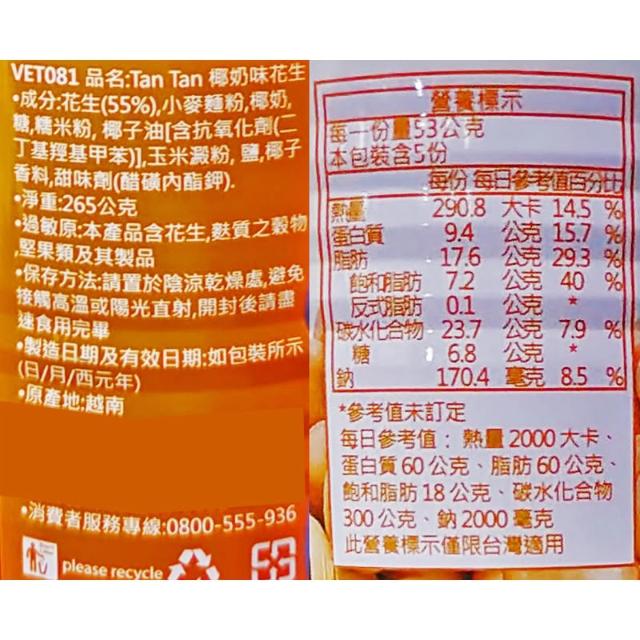 VET081 品名:Tan Tan 椰奶味花生
•成分:花生(55%),小麥麵粉,椰奶,
糖,糯米粉, 椰子油[含抗氧化劑(二
丁基羥基甲苯)],玉米澱粉, 鹽,椰子
香料,甜味劑(醋磺內酯鉀).
•淨重:265公克
•過敏原:本產品含花生,麩質之穀物
,堅果類及其製品
•保存方法:請置於陰涼乾燥處,避免
接觸高溫或陽光直射,開封後請盡
速食用完畢
•製造日期及有效日期:如包裝所示
(日/月/西元年)
•原產地:越南
•消費者服務專線:0800-555-936
please recycle
營養標示
每一份量53公克
本包裝含5份
每份 每日參考值百分比
熱量 290.8 大卡 14.5 %
蛋白質 9.4 公克 15.7 %
脂肪 17.6 公克 29.3 %
飽和脂肪 7.2 公克 40 %
反式脂肪 0.1 公克 *
碳水化合物 23.7 公克 7.9 %
糖 6.8 公克 *
鈉 170.4 毫克 8.5 %
*參考值未訂定
每日參考值：熱量 2000 大卡、
蛋白質 60 公克、脂肪 60 公克、
飽和脂肪 18 公克、碳水化合物
300 公克、鈉 2000 毫克
此營養標示僅限台灣適用